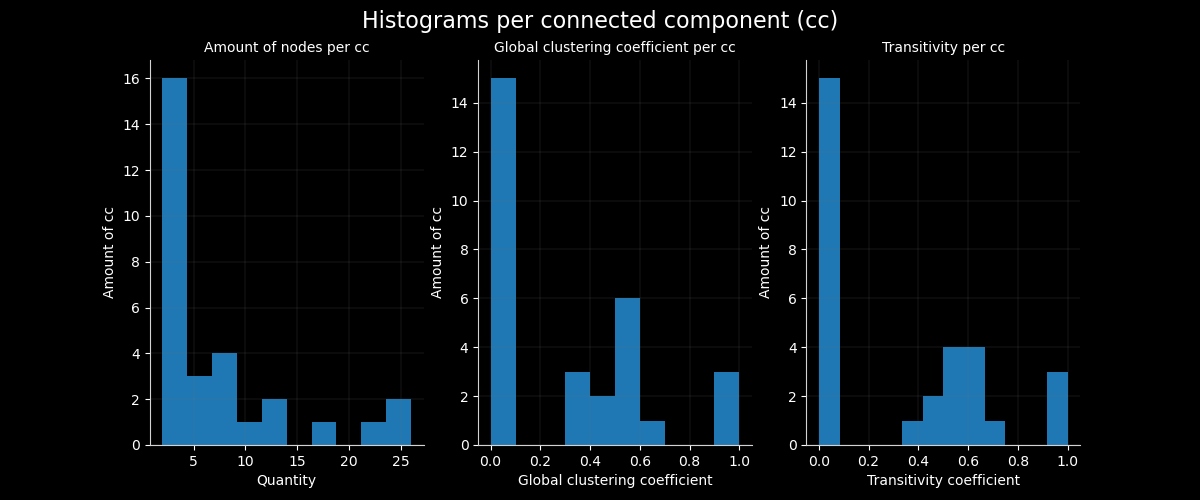 Histograms per connected component (cc)
Amount of nodes per cc
16
14
12
10
8
6
4
2
0
Amount of cc
5 10 15 20 25
Quantity
Global clustering coefficient per cc
14
12
10
8
6
4
2
0
Amount of cc
0.0 0.2 0.4 0.6 0.8 1.0
Global clustering coefficient
Transitivity per cc
14
12
10
8
6
4
2
0
Amount of cc
0.0 0.2 0.4 0.6 0.8 1.0
Transitivity coefficient